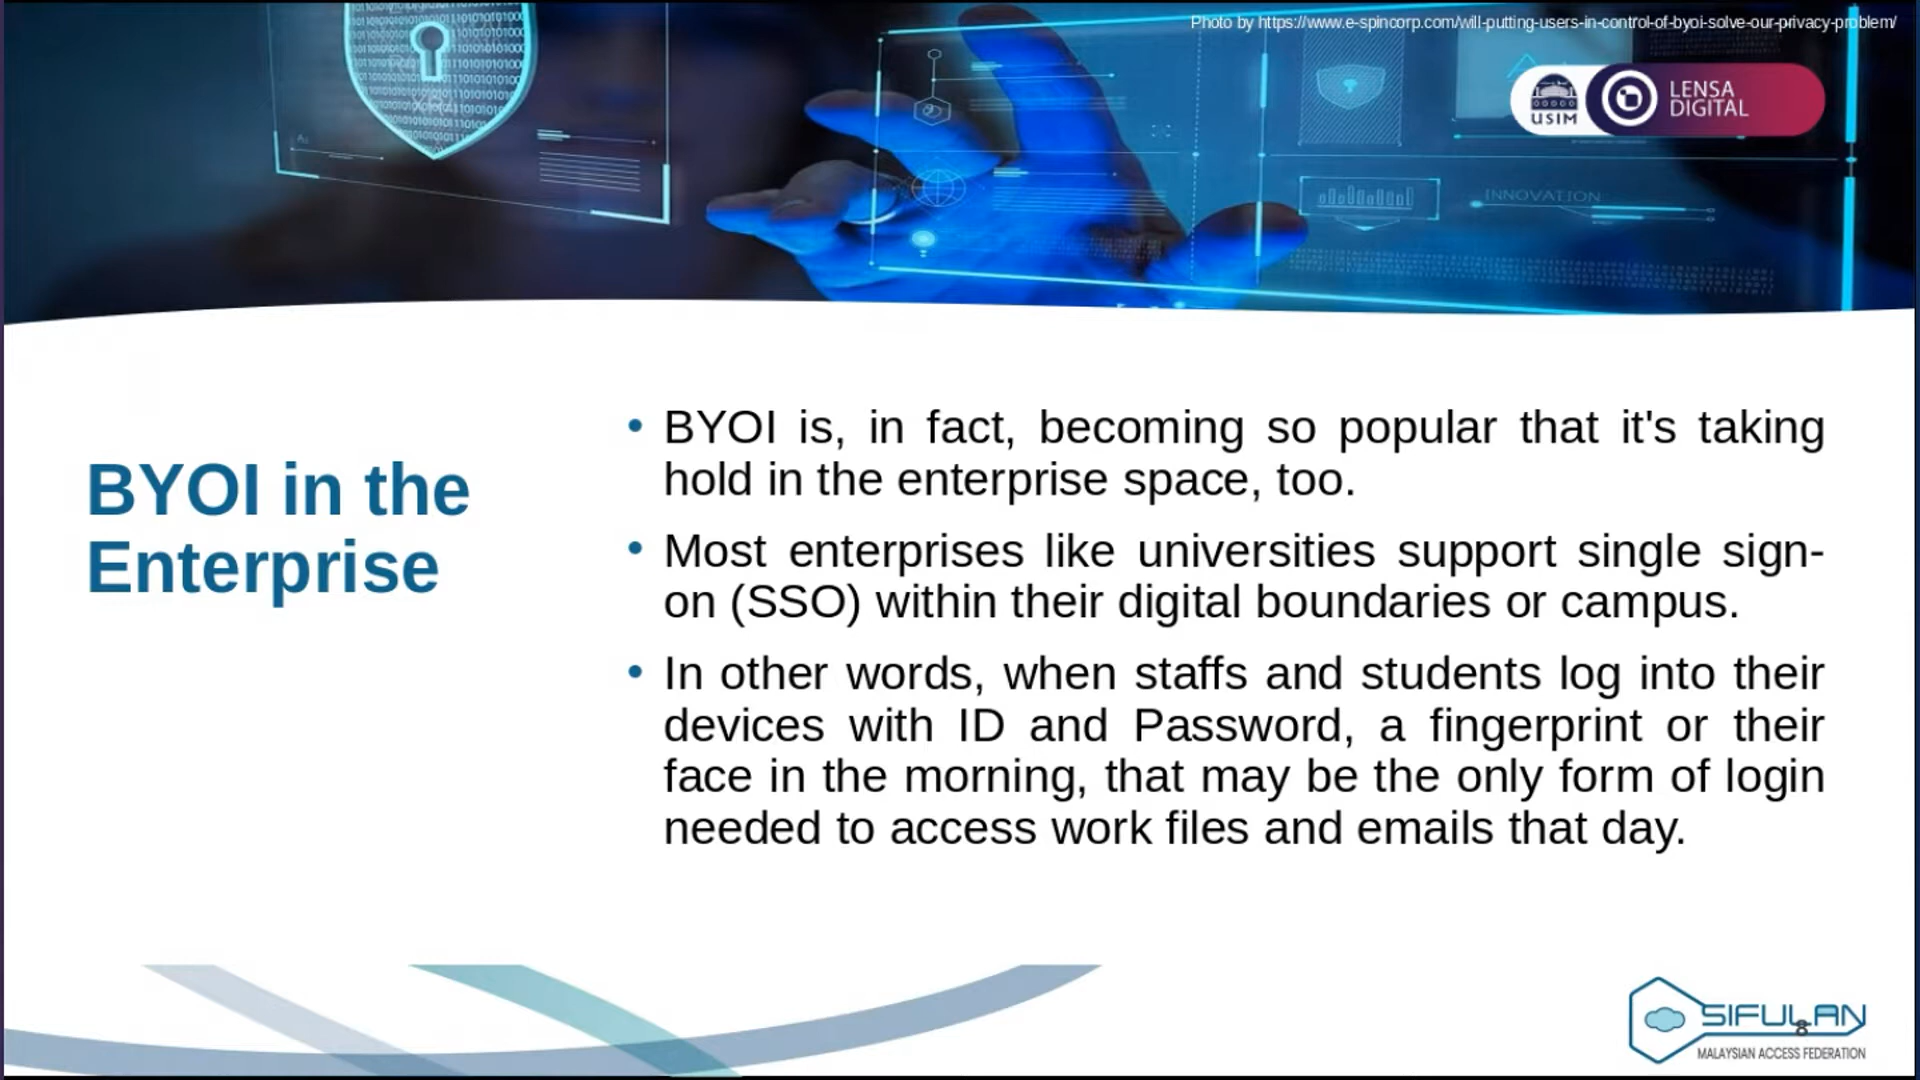 Photo by https://www.e-spincorp.com/will-putting-users-in-control-of-byoi-solve-our-privacy-problem/
USIM
LENSA
DIGITAL
INNOVATION
BYOI in the
Enterprise
• BYOI is, in fact, becoming so popular that it's taking
hold in the enterprise space, too.
• Most enterprises like universities support single sign-
on (SSO) within their digital boundaries or campus.
• In other words, when staffs and students log into their
devices with ID and Password, a fingerprint or their
face in the morning, that may be the only form of login
needed to access work files and emails that day.
SIFULAN
8
MALAYSIAN ACCESS FEDERATION